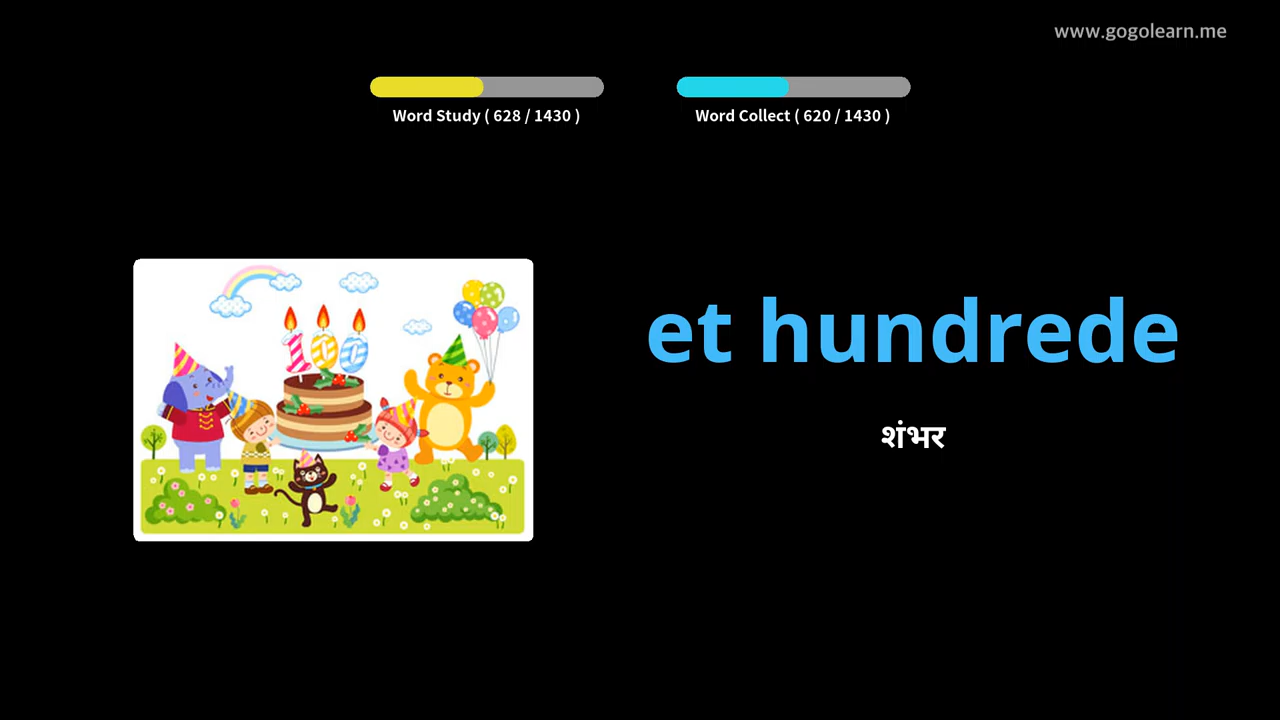 www.gogolearn.me
Word Study ( 628 / 1430 )
Word Collect ( 620 / 1430 )
100
et hundrede
शंभर